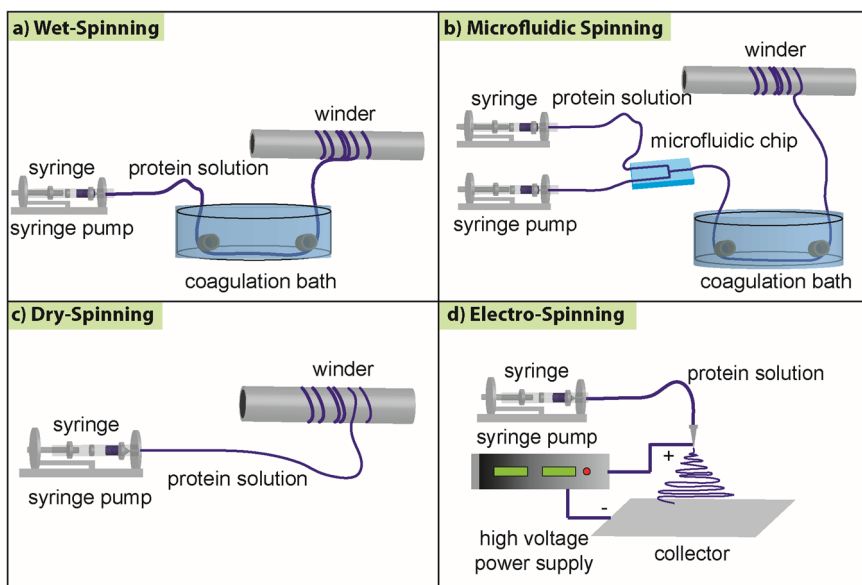 a) Wet-Spinning
winder
syringe
protein solution
syringe pump
coagulation bath
b) Microfluidic Spinning
winder
syringe
protein solution
microfluidic chip
syringe pump
coagulation bath
c) Dry-Spinning
winder
syringe
protein solution
syringe pump
d) Electro-Spinning
syringe
protein solution
syringe pump
+
-
high voltage
power supply
collector